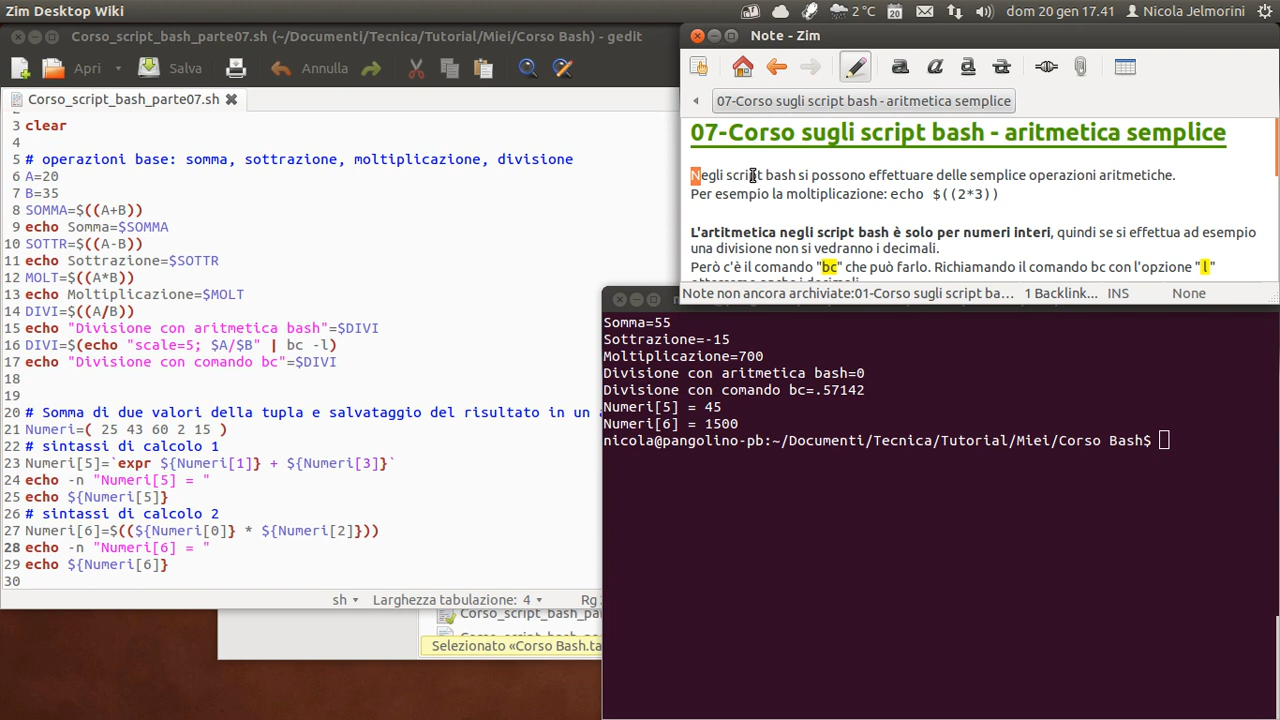 Zim Desktop Wiki
2 °C
20
dom 20 gen 17.41
Nicola Jelmorini
Corso_script_bash_parte07.sh (~/Documenti/Tecnica/Tutorial/Miei/Corso Bash) - gedit
Apri
Salva
Annulla
Corso_script_bash_parte07.sh
3 clear
4
5 # operazioni base: somma, sottrazione, moltiplicazione, divisione
6 A=20
7 B=35
8 SOMMA=$((A+B))
9 echo Somma=$SOMMA
10 SOTTR=$((A-B))
11 echo Sottrazione=$SOTTR
12 MOLT=$((A*B))
13 echo Moltiplicazione=$MOLT
14 DIVI=$((A/B))
15 echo "Divisione con aritmetica bash"=$DIVI
16 DIVI=$(echo "scale=5; $A/$B" | bc -l)
17 echo "Divisione con comando bc"=$DIVI
18
19
20 # Somma di due valori della tupla e salvataggio del risultato in un a
21 Numeri=( 25 43 60 2 15 )
22 # sintassi di calcolo 1
23 Numeri[5]=`expr ${Numeri[1]} + ${Numeri[3]}`
24 echo -n "Numeri[5] = "
25 echo ${Numeri[5]}
26 # sintassi di calcolo 2
27 Numeri[6]=$((${Numeri[0]} * ${Numeri[2]}))
28 echo -n "Numeri[6] = "
29 echo ${Numeri[6]}
30
sh
Larghezza tabulazione: 4
Rg
Corso_script_bash_pa
Selezionato «Corso Bash.ta
Note - Zim
07-Corso sugli script bash - aritmetica semplice
07-Corso sugli script bash - aritmetica semplice
Negli script bash si possono effettuare delle semplice operazioni aritmetiche.
Per esempio la moltiplicazione: echo $((2*3))
L'artitmetica negli script bash è solo per numeri interi, quindi se si effettua ad esempio
una divisione non si vedranno i decimali.
Però c'è il comando "bc" che può farlo. Richiamando il comando bc con l'opzione "l"
Note non ancora archiviate:01-Corso sugli script ba...
1 Backlink...
INS
None
Somma=55
Sottrazione=-15
Moltiplicazione=700
Divisione con aritmetica bash=0
Divisione con comando bc=.57142
Numeri[5] = 45
Numeri[6] = 1500
nicola@pangolino-pb:~/Documenti/Tecnica/Tutorial/Miei/Corso Bash$